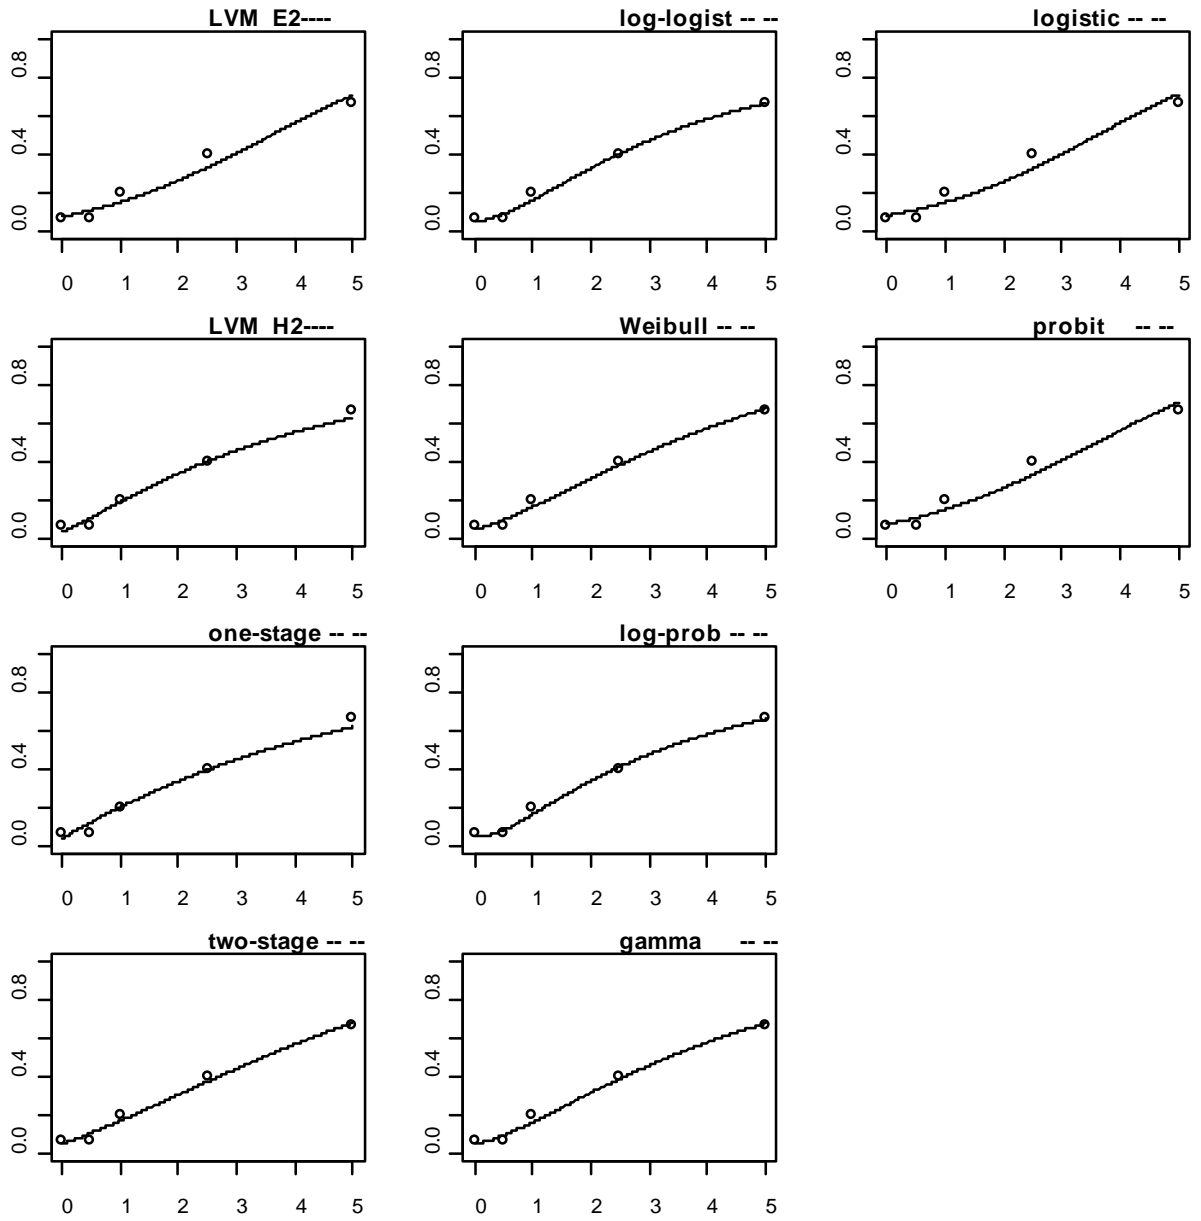 LVM E2----
0.0 0.4 0.8
0 1 2 3 4 5
log-logist -- --
0.0 0.4 0.8
0 1 2 3 4 5
logistic -- --
0.0 0.4 0.8
0 1 2 3 4 5
LVM H2----
0.0 0.4 0.8
0 1 2 3 4 5
Weibull -- --
0.0 0.4 0.8
0 1 2 3 4 5
probit -- --
0.0 0.4 0.8
0 1 2 3 4 5
one-stage -- --
0.0 0.4 0.8
0 1 2 3 4 5
log-prob -- --
0.0 0.4 0.8
0 1 2 3 4 5
two-stage -- --
0.0 0.4 0.8
0 1 2 3 4 5
gamma -- --
0.0 0.4 0.8
0 1 2 3 4 5